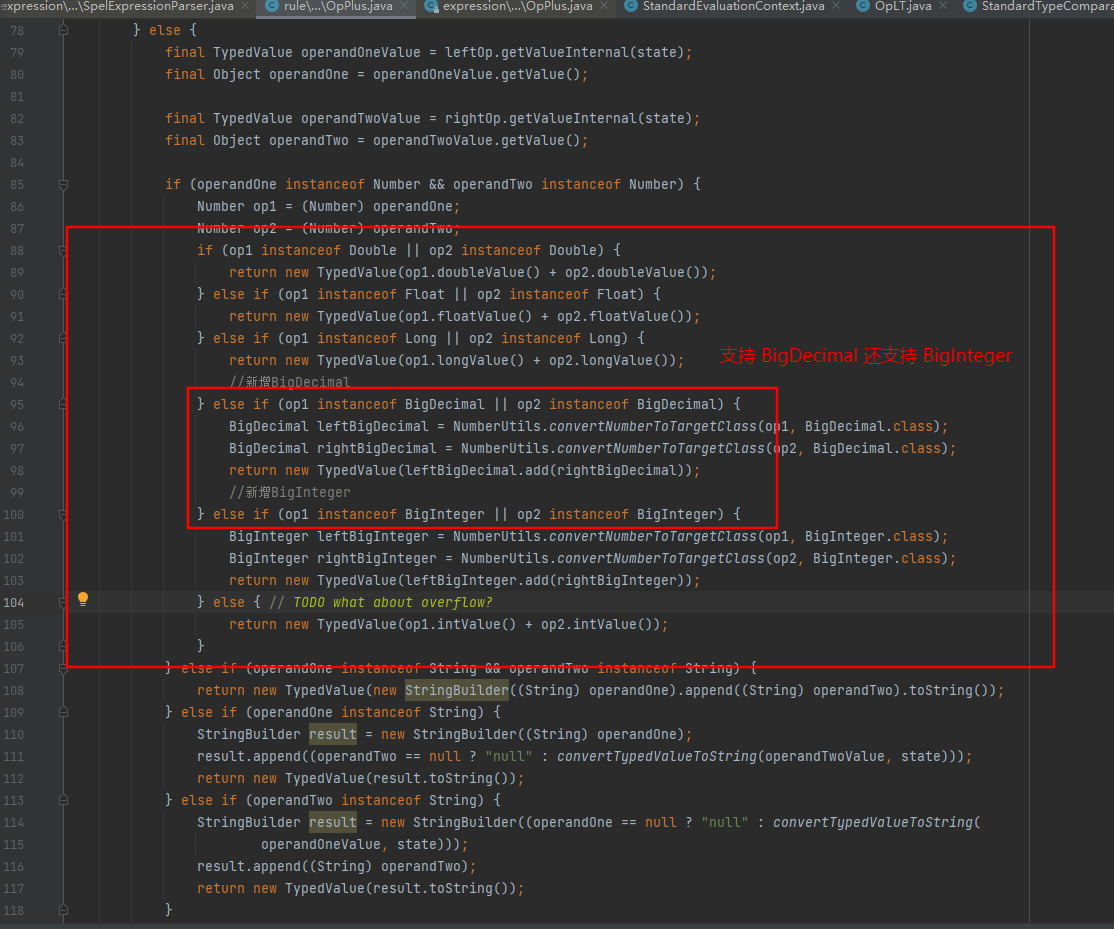 expression\...\SpelExpressionParser.java × rule\...\OpPlus.java × expression\...\OpPlus.java × StandardEvaluationContext.java × OpLT.java × StandardTypeCompara
78 } else {
79 final TypedValue operandOneValue = leftOp.getValueInternal(state);
80 final Object operandOne = operandOneValue.getValue();
81
82 final TypedValue operandTwoValue = rightOp.getValueInternal(state);
83 final Object operandTwo = operandTwoValue.getValue();
84
85 if (operandOne instanceof Number && operandTwo instanceof Number) {
86 Number op1 = (Number) operandOne;
87 Number op2 = (Number) operandTwo;
88 if (op1 instanceof Double || op2 instanceof Double) {
89 return new TypedValue(op1.doubleValue() + op2.doubleValue());
90 } else if (op1 instanceof Float || op2 instanceof Float) {
91 return new TypedValue(op1.floatValue() + op2.floatValue());
92 } else if (op1 instanceof Long || op2 instanceof Long) {
93 return new TypedValue(op1.longValue() + op2.longValue());
支持 BigDecimal 还支持 BigInteger
94 //新增BigDecimal
95 } else if (op1 instanceof BigDecimal || op2 instanceof BigDecimal) {
96 BigDecimal leftBigDecimal = NumberUtils.convertNumberToTargetClass(op1, BigDecimal.class);
97 BigDecimal rightBigDecimal = NumberUtils.convertNumberToTargetClass(op2, BigDecimal.class);
98 return new TypedValue(leftBigDecimal.add(rightBigDecimal));
99 //新增BigInteger
100 } else if (op1 instanceof BigInteger || op2 instanceof BigInteger) {
101 BigInteger leftBigInteger = NumberUtils.convertNumberToTargetClass(op1, BigInteger.class);
102 BigInteger rightBigInteger = NumberUtils.convertNumberToTargetClass(op2, BigInteger.class);
103 return new TypedValue(leftBigInteger.add(rightBigInteger));
104 } else { // TODO what about overflow?
105 return new TypedValue(op1.intValue() + op2.intValue());
106 }
107 } else if (operandOne instanceof String && operandTwo instanceof String) {
108 return new TypedValue(new StringBuilder((String) operandOne).append((String) operandTwo).toString());
109 } else if (operandOne instanceof String) {
110 StringBuilder result = new StringBuilder((String) operandOne);
111 result.append((operandTwo == null ? "null" : convertTypedValueToString(operandTwoValue, state)));
112 return new TypedValue(result.toString());
113 } else if (operandTwo instanceof String) {
114 StringBuilder result = new StringBuilder((operandOne == null ? "null" : convertTypedValueToString(
115 operandOneValue, state)));
116 result.append((String) operandTwo);
117 return new TypedValue(result.toString());
118 }